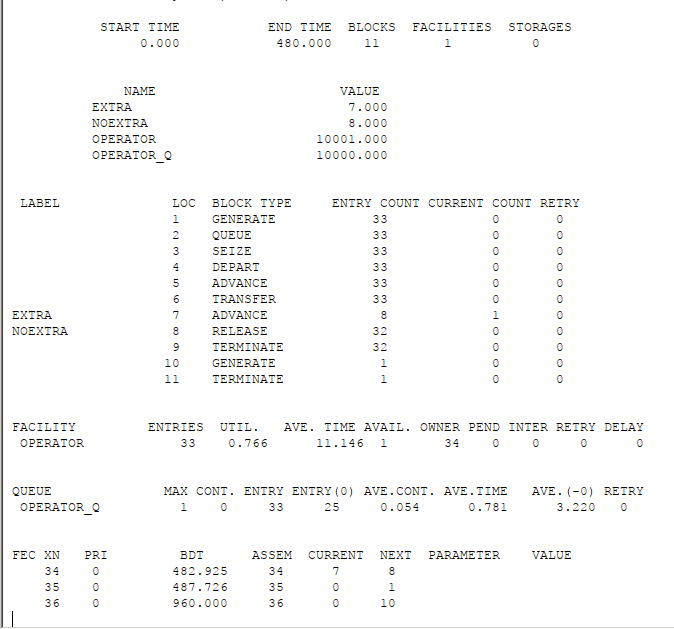 START TIME END TIME BLOCKS FACILITIES STORAGES
0.000 480.000 11 1 0
NAME VALUE
EXTRA 7.000
NOEXTRA 8.000
OPERATOR 10001.000
OPERATOR_Q 10000.000
LABEL LOC BLOCK TYPE ENTRY COUNT CURRENT COUNT RETRY
1 GENERATE 33 0 0
2 QUEUE 33 0 0
3 SEIZE 33 0 0
4 DEPART 33 0 0
5 ADVANCE 33 0 0
6 TRANSFER 33 0 0
EXTRA 7 ADVANCE 8 1 0
NOEXTRA 8 RELEASE 32 0 0
9 TERMINATE 32 0 0
10 GENERATE 1 0 0
11 TERMINATE 1 0 0
FACILITY ENTRIES UTIL. AVE. TIME AVAIL. OWNER PEND INTER RETRY DELAY
OPERATOR 33 0.766 11.146 1 34 0 0 0 0
QUEUE MAX CONT. ENTRY ENTRY(0) AVE.CONT. AVE.TIME AVE.(-0) RETRY
OPERATOR_Q 1 0 33 25 0.054 0.781 3.220 0
FEC XN PRI BDT ASSEM CURRENT NEXT PARAMETER VALUE
34 0 482.925 34 7 8
35 0 487.726 35 0 1
36 0 960.000 36 0 10